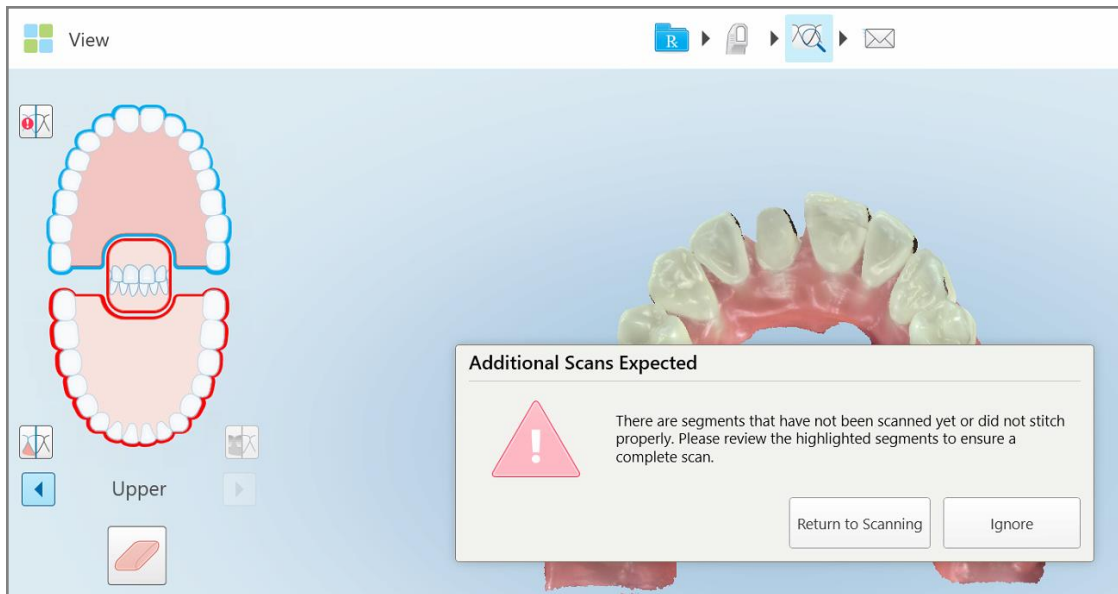 View
R
Additional Scans Expected
There are segments that have not been scanned yet or did not stitch
properly. Please review the highlighted segments to ensure a
complete scan.
Upper
Return to Scanning
Ignore